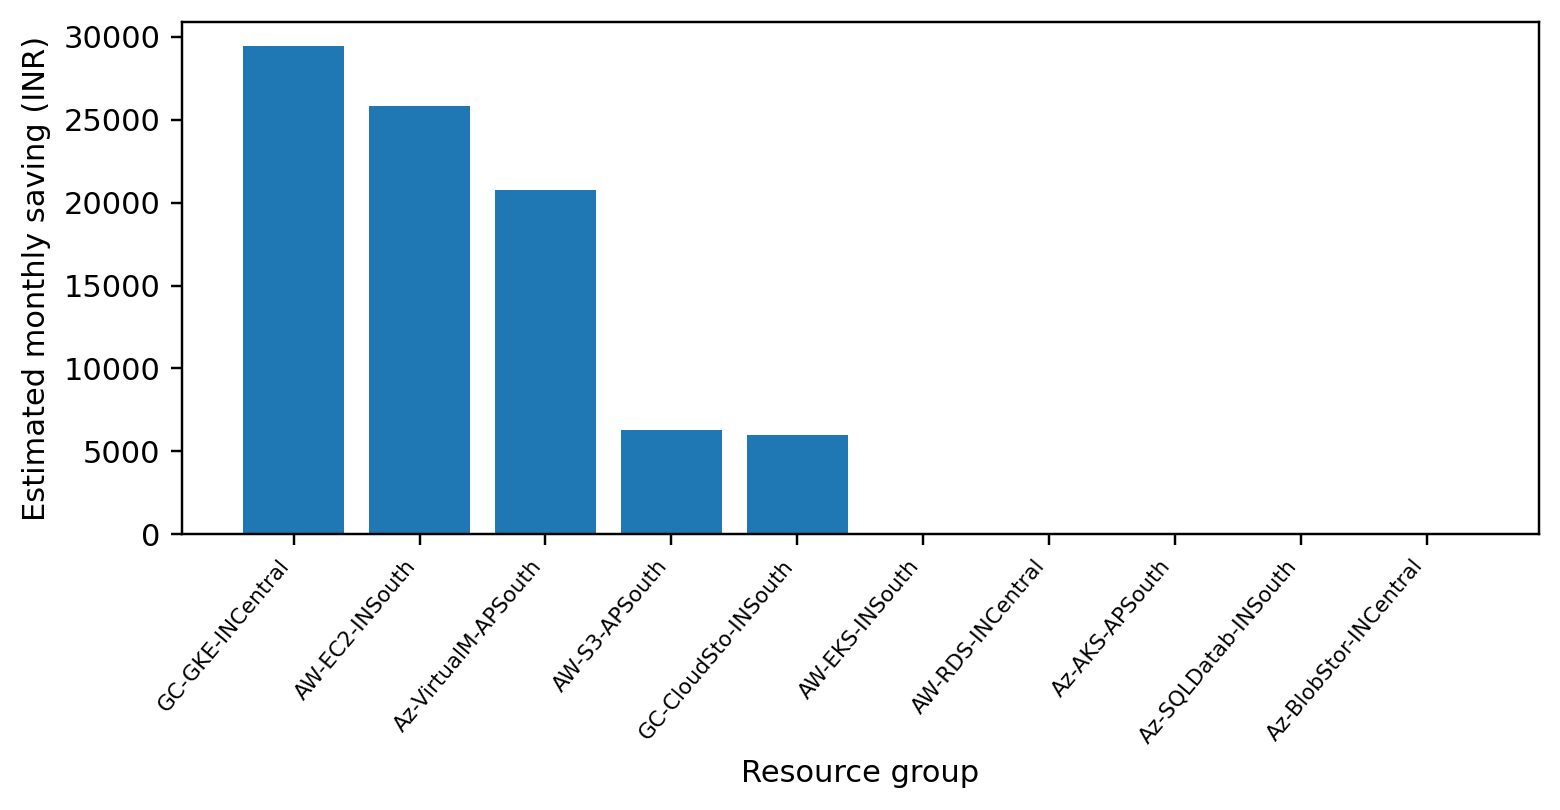 Estimated monthly saving (INR)
30000
25000
20000
15000
10000
5000
0
GC-GKE-INCentral
AW-EC2-INSouth
Az-VirtualM-APSouth
AW-S3-APSouth
GC-CloudSto-INSouth
AW-EKS-INSouth
AW-RDS-INCentral
Az-AKS-APSouth
Az-SQLDatab-INSouth
Az-BlobStor-INCentral
Resource group